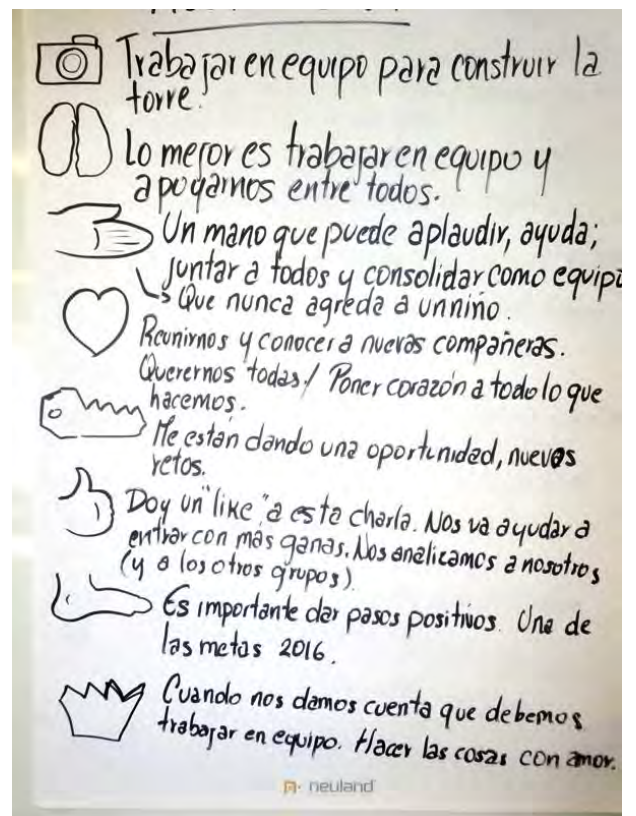 Trabajar en equipo para construir la
torre.
Lo mejor es trabajar en equipo y
apoyarnos entre todos.
Un mano que puede aplaudir, ayuda;
juntar a todos y consolidar como equipo
Que nunca agreda a un niño.
Reunirnos y conocer a nuevas compañeras.
Querernos todas / Poner corazón a todo lo que
hacemos.
Me están dando una oportunidad, nuevos
retos.
Doy un "like" a esta charla. Nos va ayudar a
entrar con más ganas. Nos analizamos a nosotros
(y a los otros grupos).
Es importante dar pasos positivos. Una de
las metas 2016.
Cuando nos damos cuenta que debemos
trabajar en equipo. Hacer las cosas con amor.
neuland